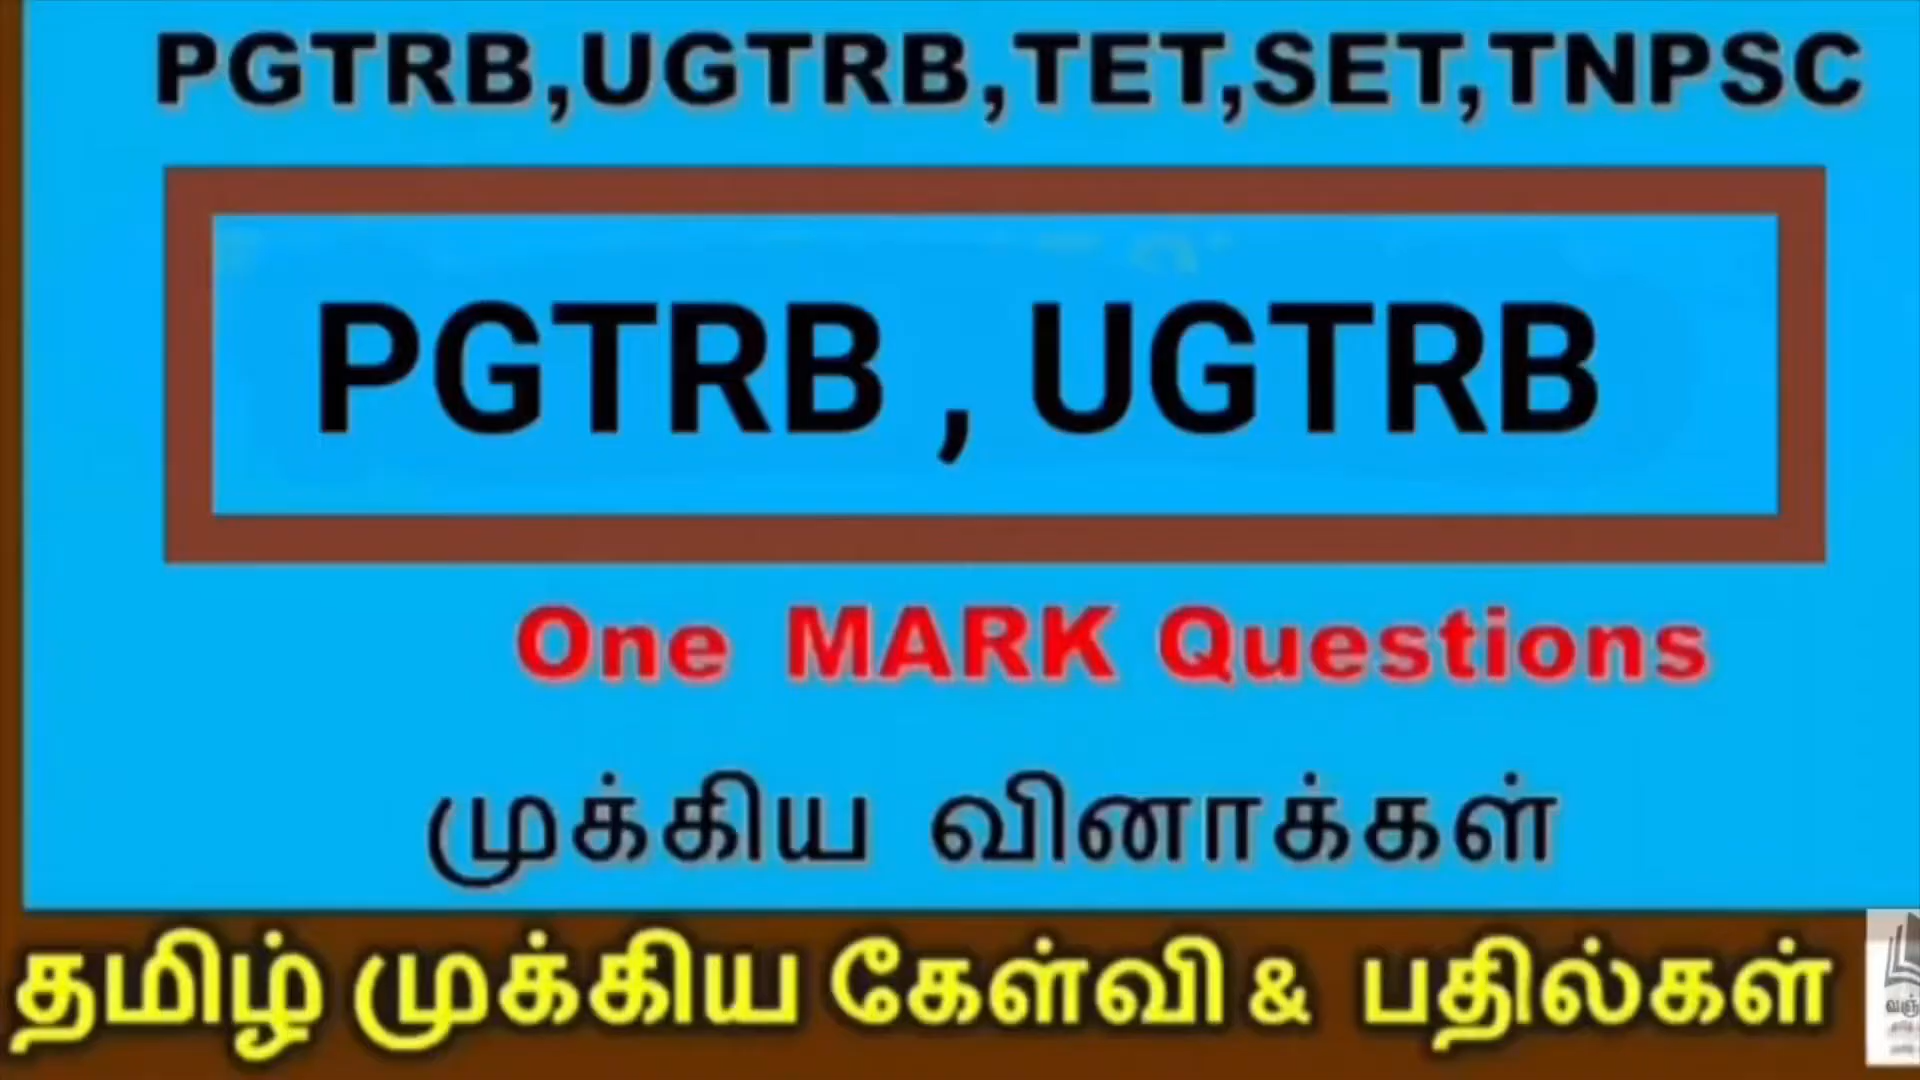 PGTRB,UGTRB,TET,SET,TNPSC
PGTRB , UGTRB
One MARK Questions
முக்கிய வினாக்கள்
தமிழ் முக்கிய கேள்வி & பதில்கள்